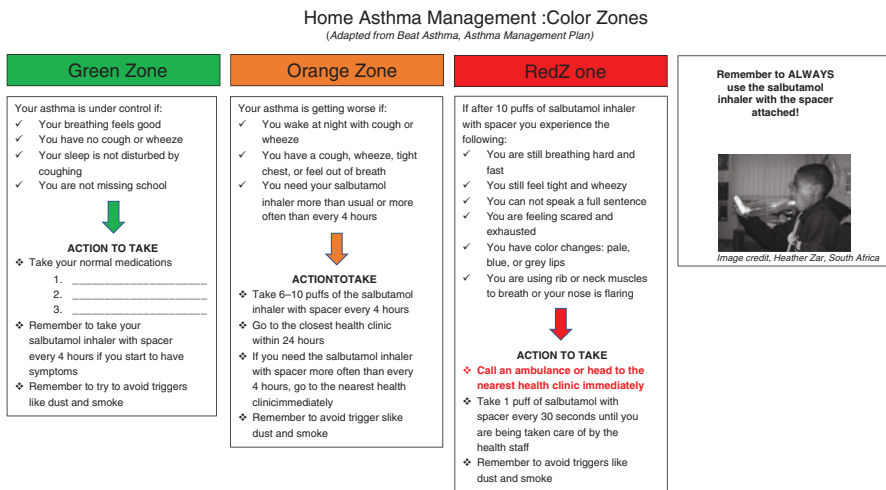 Home Asthma Management :Color Zones
(Adapted from Beat Asthma, Asthma Management Plan)
Green Zone
Your asthma is under control if:
✓ Your breathing feels good
✓ You have no cough or wheeze
✓ Your sleep is not disturbed by
coughing
✓ You are not missing school
ACTION TO TAKE
❖ Take your normal medications
1. ______________________
2. ______________________
3. ______________________
❖ Remember to take your
salbutamol inhaler with spacer
every 4 hours if you start to have
symptoms
❖ Remember to try to avoid triggers
like dust and smoke
Orange Zone
Your asthma is getting worse if:
✓ You wake at night with cough or
wheeze
✓ You have a cough, wheeze, tight
chest, or feel out of breath
✓ You need your salbutamol
inhaler more than usual or more
often than every 4 hours
ACTIONTOTAKE
❖ Take 6–10 puffs of the salbutamol
inhaler with spacer every 4 hours
❖ Go to the closest health clinic
within 24 hours
❖ If you need the salbutamol inhaler
with spacer more often than every
4 hours, go to the nearest health
clinicimmediately
❖ Remember to avoid trigger slike
dust and smoke
RedZ one
If after 10 puffs of salbutamol inhaler
with spacer you experience the
following:
✓ You are still breathing hard and
fast
✓ You still feel tight and wheezy
✓ You can not speak a full sentence
✓ You are feeling scared and
exhausted
✓ You have color changes: pale,
blue, or grey lips
✓ You are using rib or neck muscles
to breath or your nose is flaring
ACTION TO TAKE
❖ Call an ambulance or head to the
nearest health clinic immediately
❖ Take 1 puff of salbutamol with
spacer every 30 seconds until you
are being taken care of by the
health staff
❖ Remember to avoid triggers like
dust and smoke
Remember to ALWAYS
use the salbutamol
inhaler with the spacer
attached!
Image credit, Heather Zar, South Africa